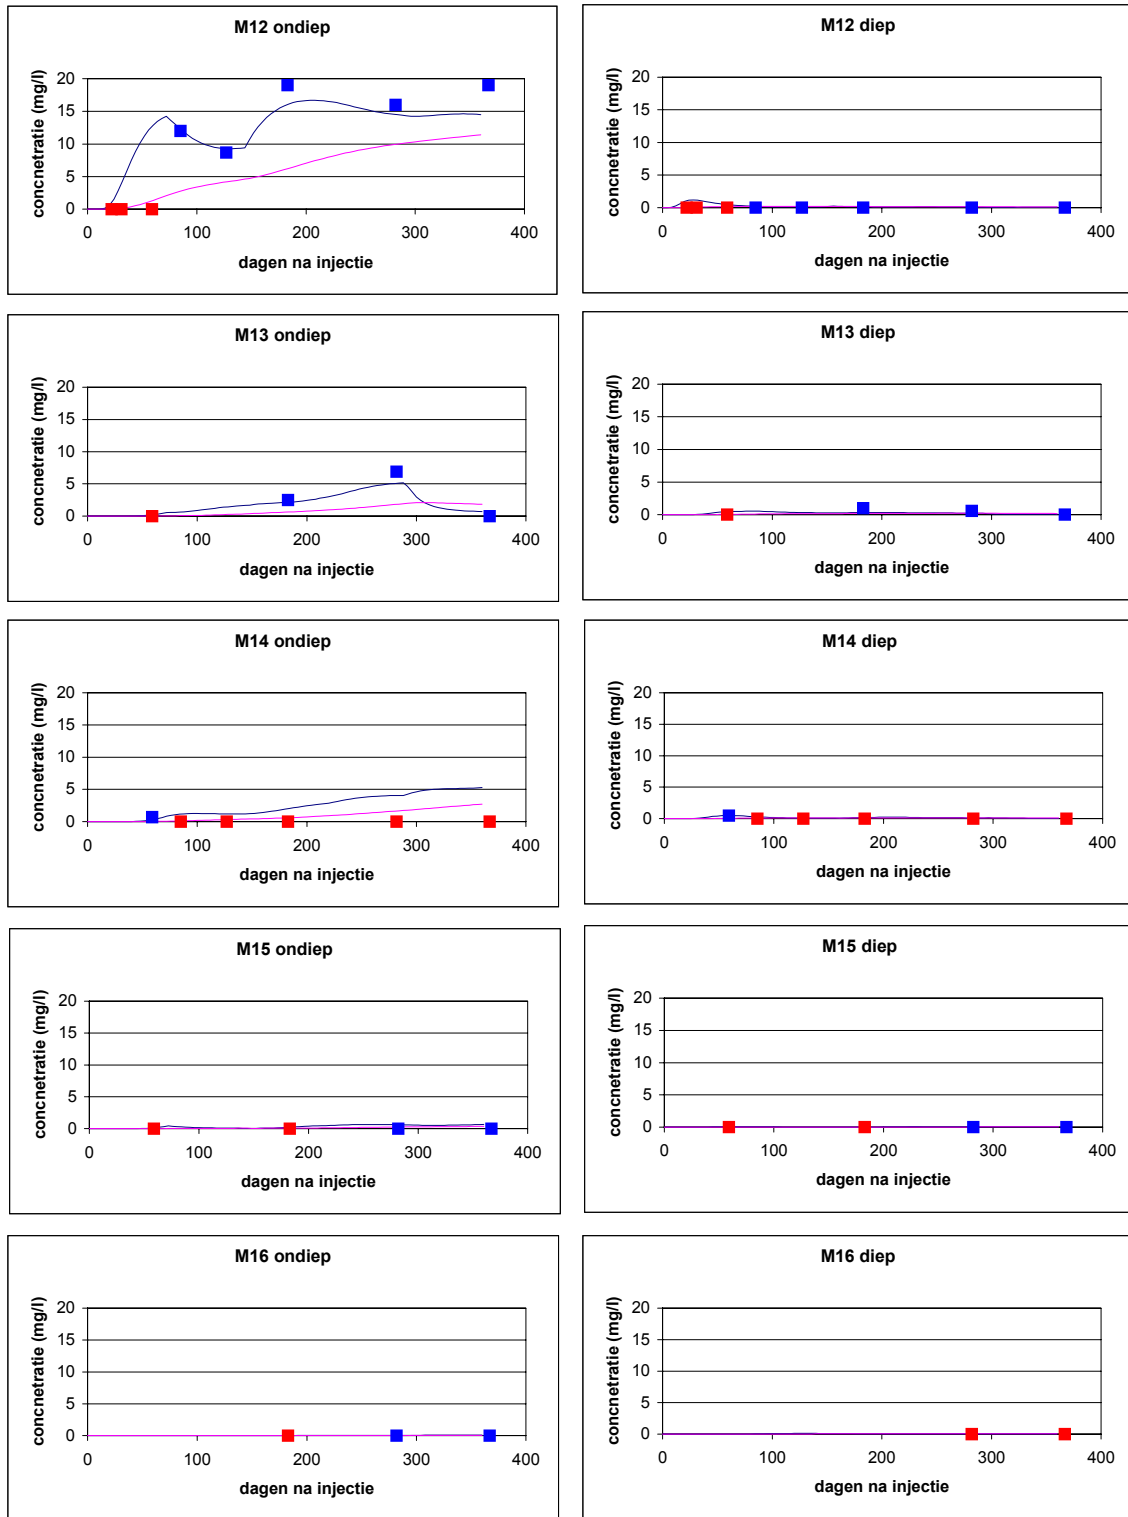 M12 ondiep
concnetratie (mg/l)
20
15
10
5
0
0 100 200 300 400
dagen na injectie
M12 diep
concnetratie (mg/l)
20
15
10
5
0
0 100 200 300 400
dagen na injectie
M13 ondiep
concnetratie (mg/l)
20
15
10
5
0
0 100 200 300 400
dagen na injectie
M13 diep
concnetratie (mg/l)
20
15
10
5
0
0 100 200 300 400
dagen na injectie
M14 ondiep
concnetratie (mg/l)
20
15
10
5
0
0 100 200 300 400
dagen na injectie
M14 diep
concnetratie (mg/l)
20
15
10
5
0
0 100 200 300 400
dagen na injectie
M15 ondiep
concnetratie (mg/l)
20
15
10
5
0
0 100 200 300 400
dagen na injectie
M15 diep
concnetratie (mg/l)
20
15
10
5
0
0 100 200 300 400
dagen na injectie
M16 ondiep
concnetratie (mg/l)
20
15
10
5
0
0 100 200 300 400
dagen na injectie
M16 diep
concnetratie (mg/l)
20
15
10
5
0
0 100 200 300 400
dagen na injectie